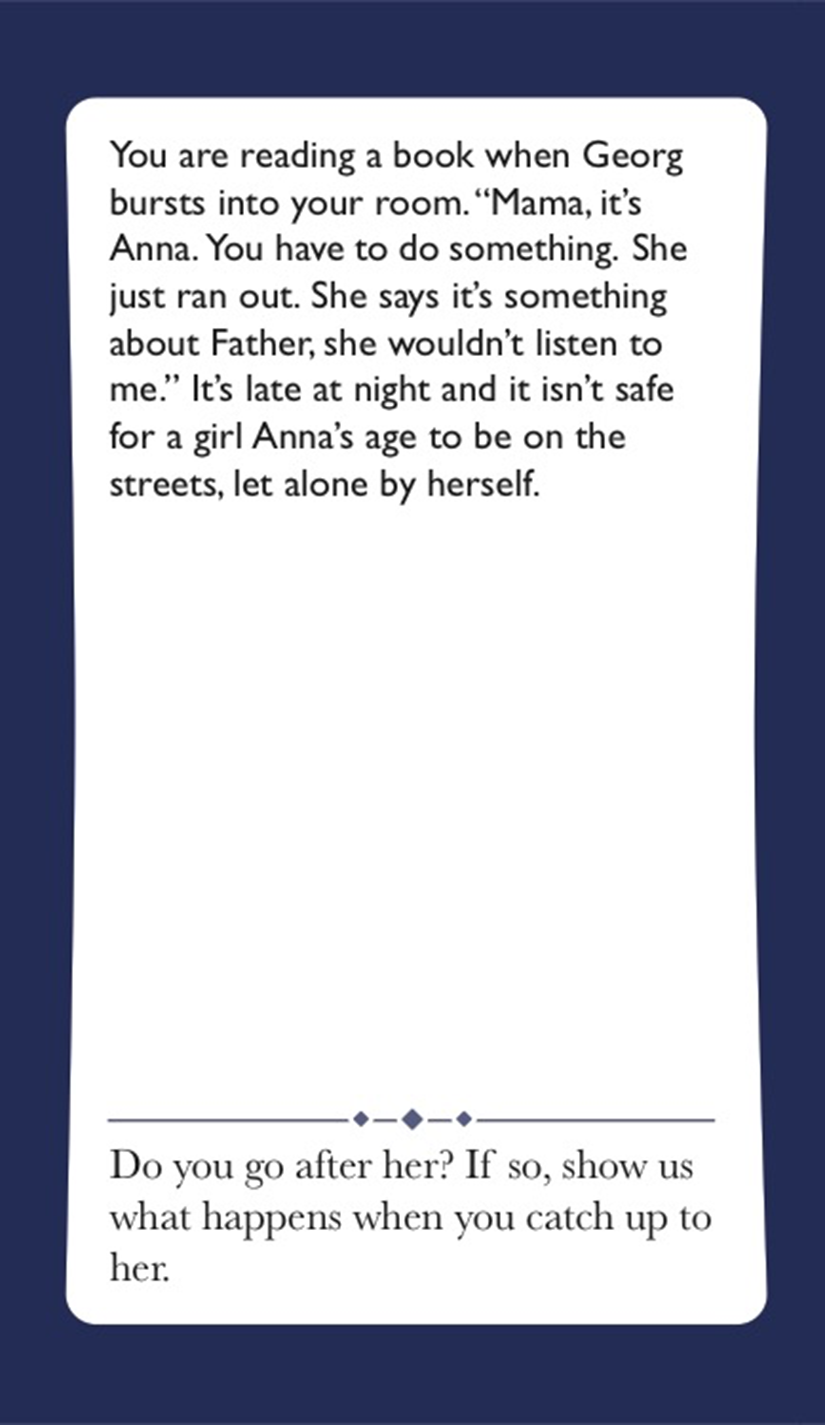 You are reading a book when Georg
bursts into your room. “Mama, it’s
Anna. You have to do something. She
just ran out. She says it’s something
about Father, she wouldn’t listen to
me.” It’s late at night and it isn’t safe
for a girl Anna’s age to be on the
streets, let alone by herself.
Do you go after her? If so, show us
what happens when you catch up to
her.